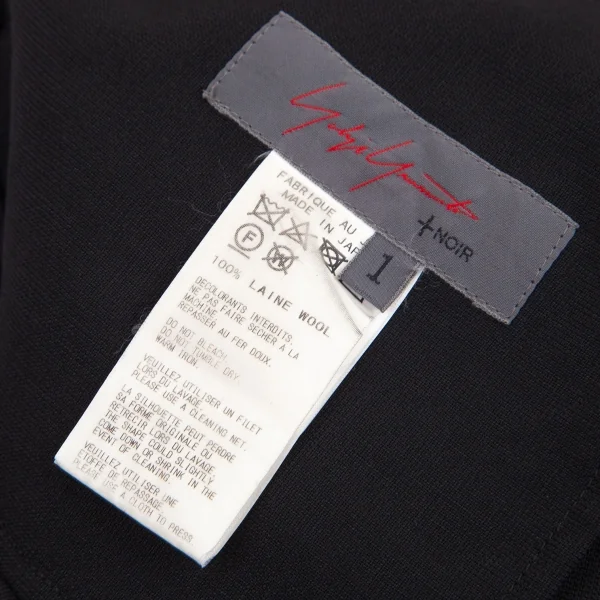 Yohji Yamamoto
+NOIR
1
FABRIQUE AU
MADE IN JAP
P
W
100% LAINE WOOL
DECOLORANTS INTERDITS.
NE PAS FAIRE SECHER A LA
REPASSER AU FER DOUX.
DO NOT BLEACH.
DO NOT TUMBLE DRY
WARM IRON.
VEUILLEZ UTILISER UN FILET
LORS DU LAVAGE.
PLEASE USE A CLEANING NET.
LA SILHOUETTE PEUT PERDRE
SA FORME ORIGINALE OU
RETRECIR LORS DU LAVAGE.
THE SHAPE COULD SLIGHTLY
COME DOWN OR SHRINK IN THE
EVENT OF CLEANING.
VEUILLEZ UTILISER UNE
ETOFFE DE REPASSAGE.
PLEASE USE A CLOTH TO PRESS.